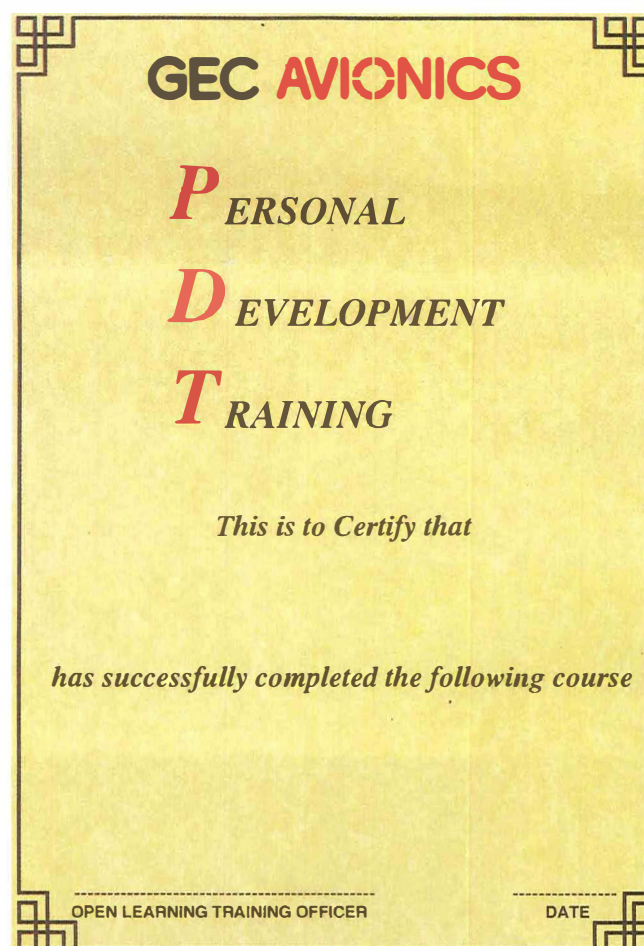 GEC AVIONICS
PERSONAL
DEVELOPMENT
TRAINING
This is to Certify that
has successfully completed the following course
OPEN LEARNING TRAINING OFFICER DATE